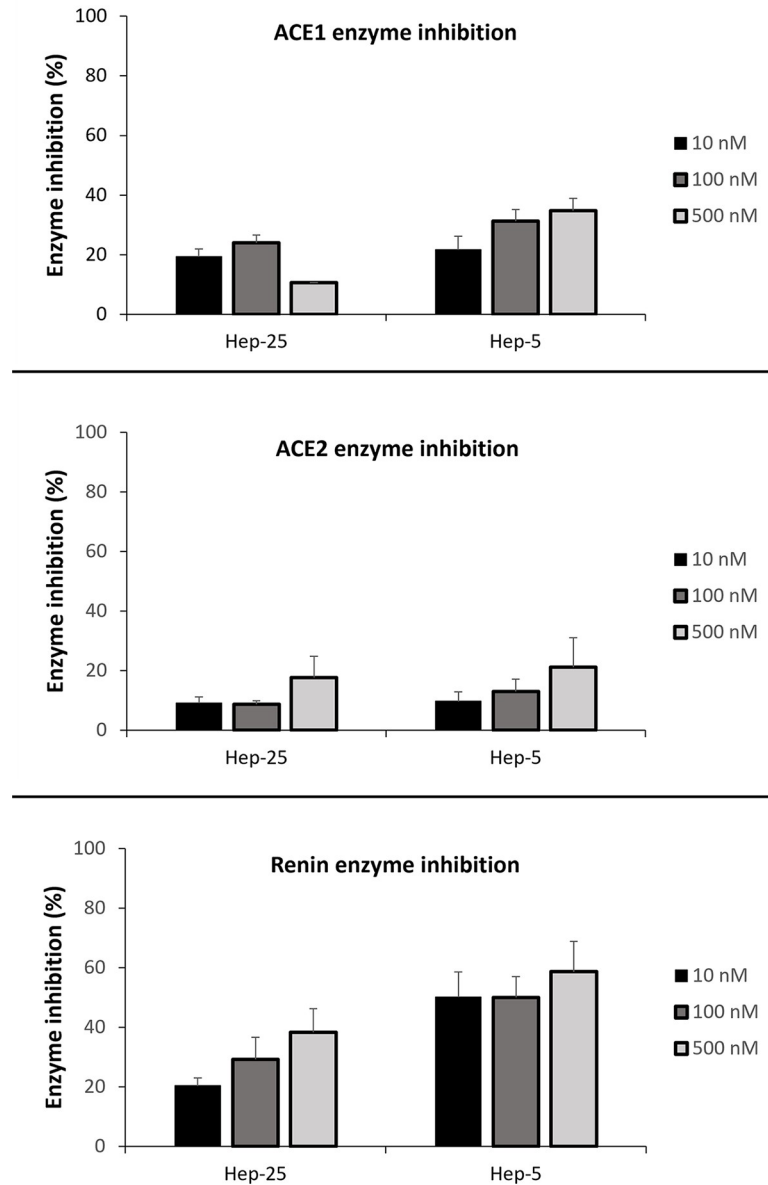 ACE1 enzyme inhibition
Enzyme inhibition (%)
100
80
60
40
20
0
Hep-25
Hep-5
10 nM
100 nM
500 nM
ACE2 enzyme inhibition
Enzyme inhibition (%)
100
80
60
40
20
0
Hep-25
Hep-5
10 nM
100 nM
500 nM
Renin enzyme inhibition
Enzyme inhibition (%)
100
80
60
40
20
0
Hep-25
Hep-5
10 nM
100 nM
500 nM